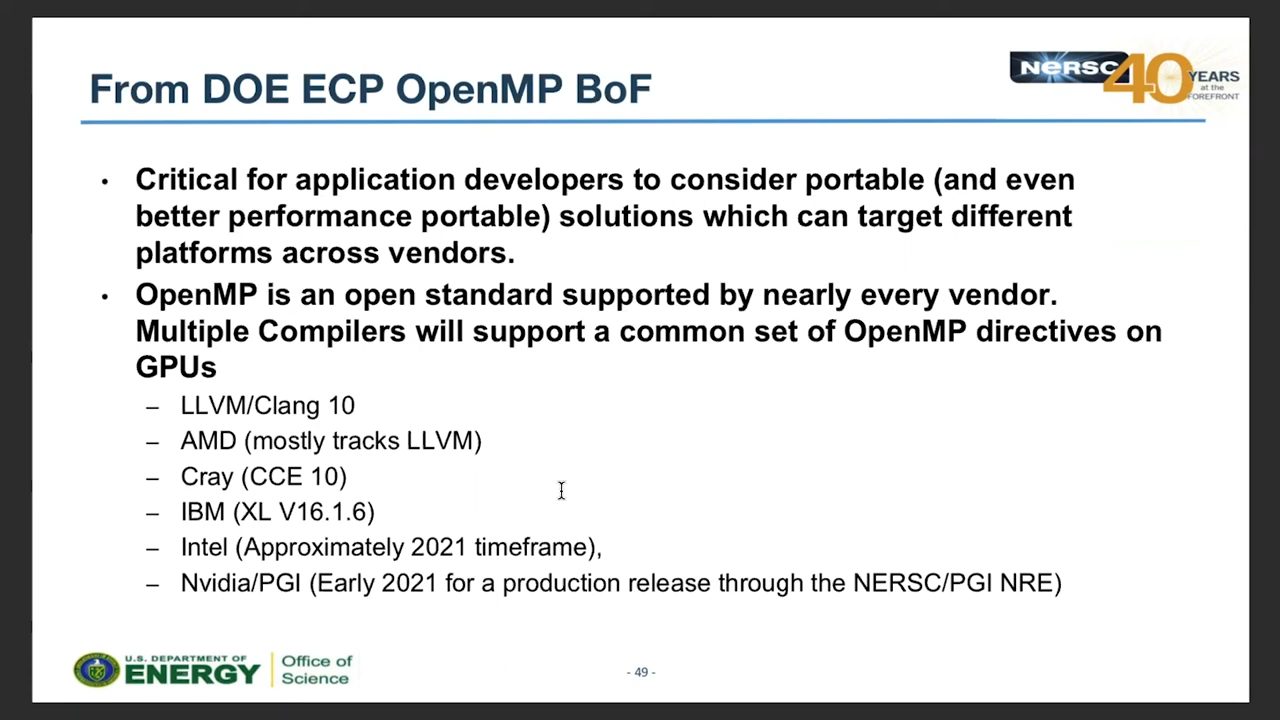 From DOE ECP OpenMP BoF
NERSC 40 YEARS at the FOREFRONT
• Critical for application developers to consider portable (and even
better performance portable) solutions which can target different
platforms across vendors.
• OpenMP is an open standard supported by nearly every vendor.
Multiple Compilers will support a common set of OpenMP directives on
GPUs
– LLVM/Clang 10
– AMD (mostly tracks LLVM)
– Cray (CCE 10)
– IBM (XL V16.1.6)
– Intel (Approximately 2021 timeframe),
– Nvidia/PGI (Early 2021 for a production release through the NERSC/PGI NRE)
U.S. DEPARTMENT OF
ENERGY
Office of
Science
- 49 -